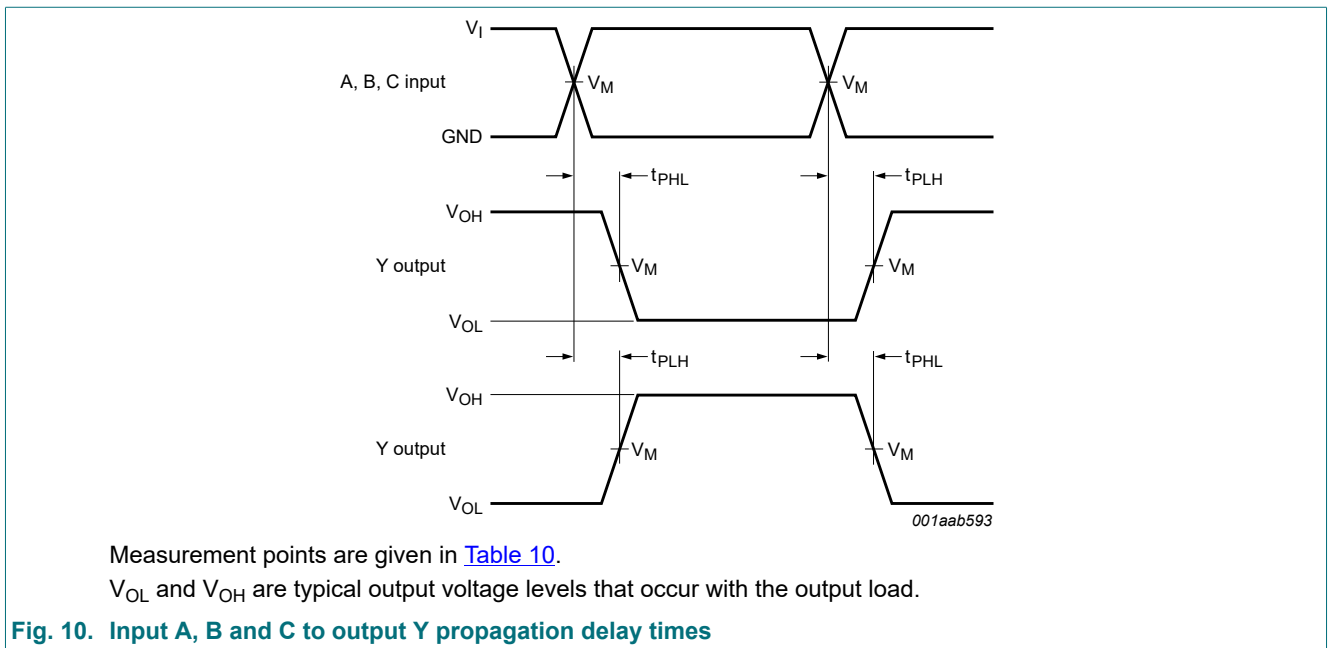 VI
A, B, C input
VM
VM
GND
tPHL
tPLH
VOH
Y output
VM
VM
VOL
tPLH
tPHL
VOH
Y output
VM
VM
VOL
001aab593
Measurement points are given in Table 10.
VOL and VOH are typical output voltage levels that occur with the output load.
Fig. 10. Input A, B and C to output Y propagation delay times